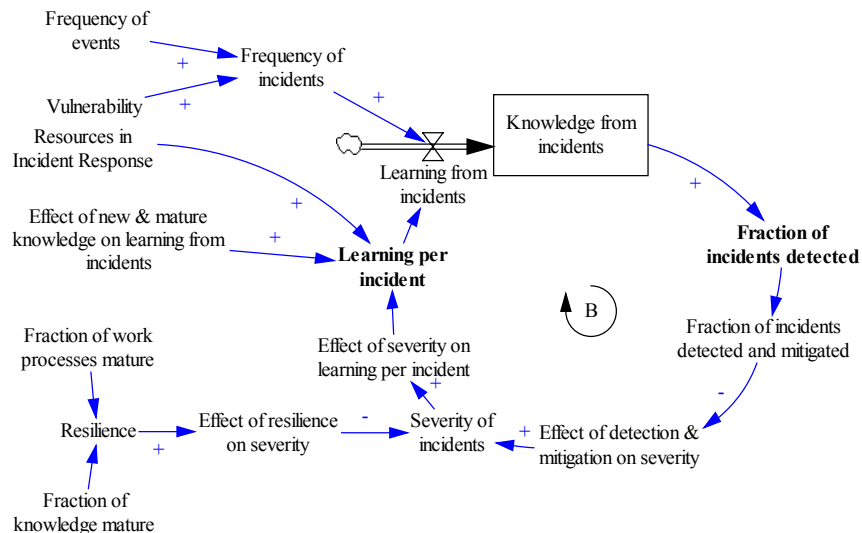 Frequency of
events
+
Frequency of
incidents
Vulnerability
+
+
Resources in
Incident Response
Knowledge from
incidents
Learning from
incidents
+
+
Effect of new & mature
knowledge on learning from
incidents
+
Learning per
incident
Fraction of
incidents detected
B
Fraction of incidents
detected and mitigated
Fraction of work
processes mature
Effect of severity on
learning per incident
+
-
Resilience
+
Effect of resilience
on severity
-
Severity of
incidents
+
Effect of detection &
mitigation on severity
Fraction of
knowledge mature